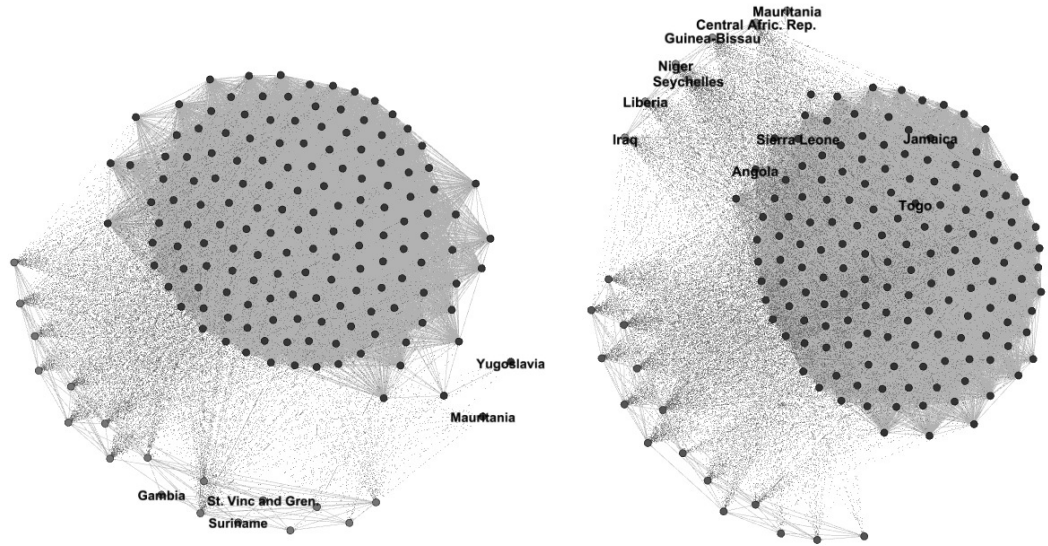 Yugoslavia
Mauritania
Gambia
St. Vinc and Gren.
Suriname
Mauritania
Central Afric. Rep.
Guinea-Bissau
Niger
Seychelles
Liberia
Iraq
Sierra Leone
Jamaica
Angola
Togo